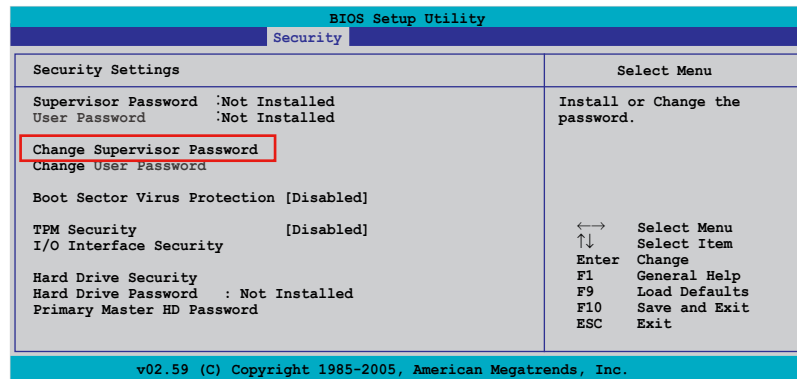 BIOS Setup Utility
Security
Security Settings
Supervisor Password :Not Installed
User Password :Not Installed
Change Supervisor Password
Change User Password
Boot Sector Virus Protection [Disabled]
TPM Security [Disabled]
I/O Interface Security
Hard Drive Security
Hard Drive Password : Not Installed
Primary Master HD Password
Select Menu
Install or Change the
password.
←→ Select Menu
↑↓ Select Item
Enter Change
F1 General Help
F9 Load Defaults
F10 Save and Exit
ESC Exit
v02.59 (C) Copyright 1985-2005, American Megatrends, Inc.